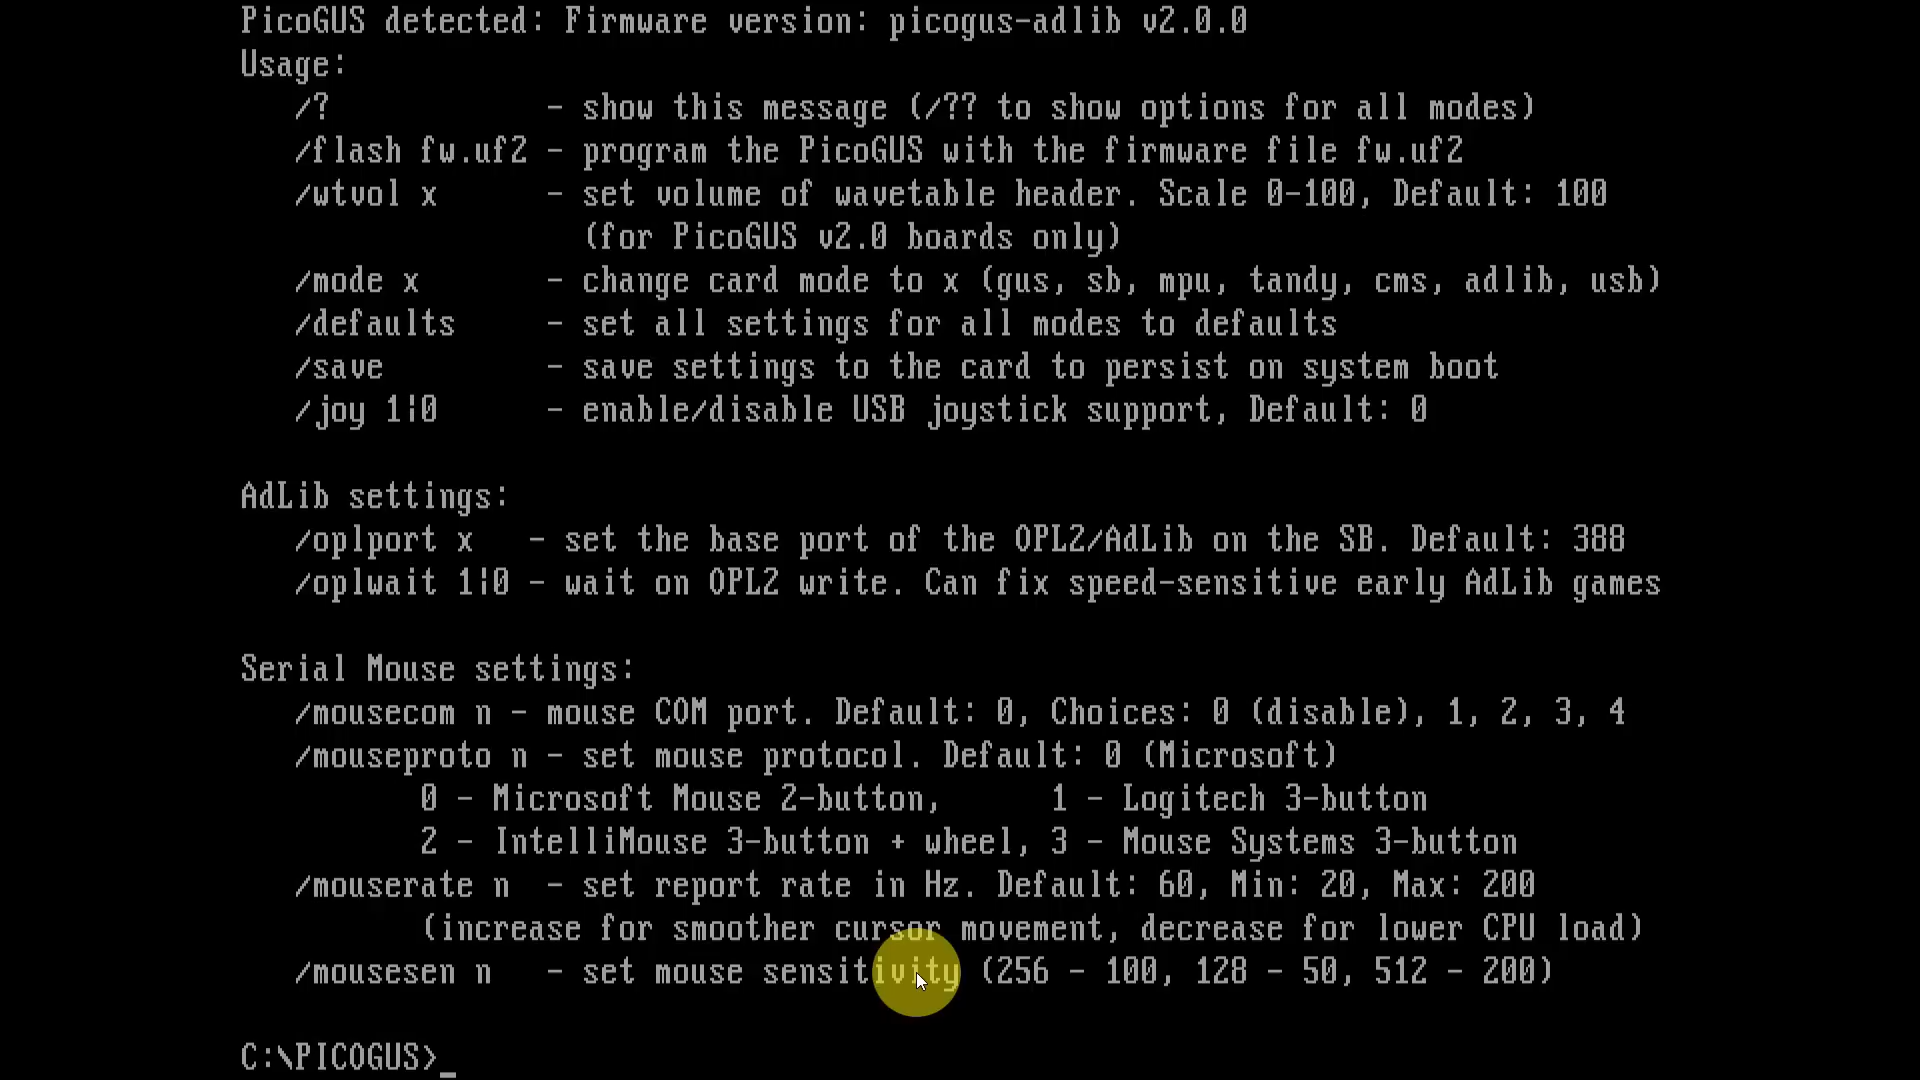 PicoGUS detected: Firmware version: picogus-adlib v2.0.0
Usage:
   /?            - show this message (/?? to show options for all modes)
   /flash fw.uf2 - program the PicoGUS with the firmware file fw.uf2
   /wtvol x      - set volume of wavetable header. Scale 0-100, Default: 100
                   (for PicoGUS v2.0 boards only)
   /mode x       - change card mode to x (gus, sb, mpu, tandy, cms, adlib, usb)
   /defaults     - set all settings for all modes to defaults
   /save         - save settings to the card to persist on system boot
   /joy 1|0      - enable/disable USB joystick support, Default: 0
AdLib settings:
   /oplport x   - set the base port of the OPL2/AdLib on the SB. Default: 388
   /oplwait 1|0 - wait on OPL2 write. Can fix speed-sensitive early AdLib games
Serial Mouse settings:
   /mousecom n - mouse COM port. Default: 0, Choices: 0 (disable), 1, 2, 3, 4
   /mouseproto n - set mouse protocol. Default: 0 (Microsoft)
          0 - Microsoft Mouse 2-button,      1 - Logitech 3-button
          2 - IntelliMouse 3-button + wheel, 3 - Mouse Systems 3-button
   /mouserate n  - set report rate in Hz. Default: 60, Min: 20, Max: 200
          (increase for smoother cursor movement, decrease for lower CPU load)
   /mousesen n   - set mouse sensitivity (256 - 100, 128 - 50, 512 - 200)
C:\PICOGUS>_